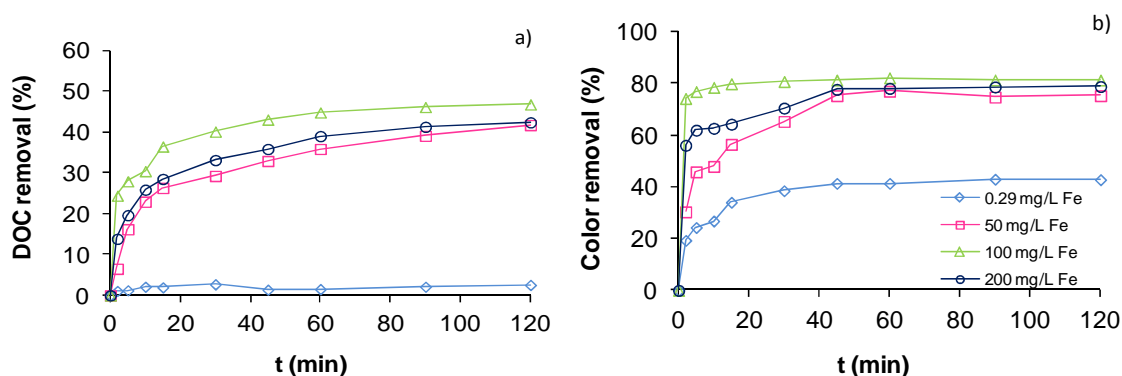 a)
60
50
40
30
20
10
0
DOC removal (%)
0 20 40 60 80 100 120
t (min)
b)
100
80
60
40
20
0
Color removal (%)
0.29 mg/L Fe
50 mg/L Fe
100 mg/L Fe
200 mg/L Fe
0 20 40 60 80 100 120
t (min)